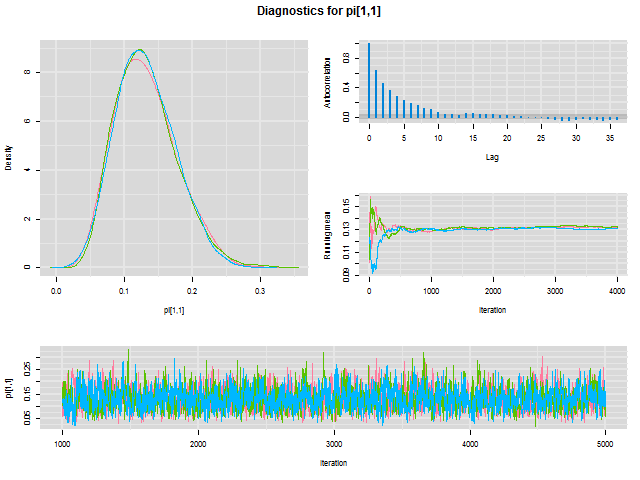 Diagnostics for pi[1,1]
Density
0 2 4 6 8
0.0 0.1 0.2 0.3
pi[1,1]
Autocorrelation
0.0 0.4 1.0
0 5 10 15 20 25 30 35
Lag
Running mean
0.09 0.11 0.13 0.15
0 1000 2000 3000 4000
Iteration
pi[1,1]
0.05 0.15 0.25
1000 2000 3000 4000 5000
Iteration